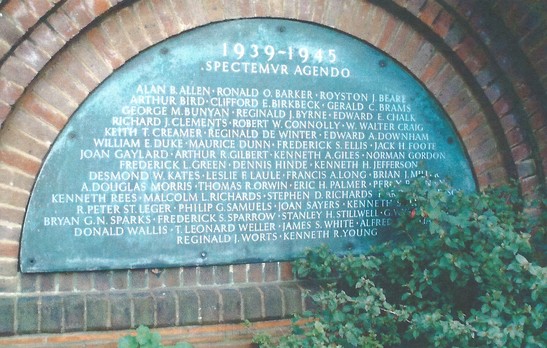 1939-1945
SPECTEMVR AGENDO
ALAN B. ALLEN · RONALD O. BARKER · ROYSTON J. BEARE
ARTHUR BIRD · CLIFFORD E. BIRKBECK · GERALD C. BRAMS
GEORGE M. BUNYAN · REGINALD J. BYRNE · EDWARD E. CHALK
RICHARD J. CLEMENTS · ROBERT W. CONNOLLY · W. WALTER CRAIG
KEITH T. CREAMER · REGINALD DE WINTER · EDWARD A. DOWNHAM
WILLIAM E. DUKE · MAURICE DUNN · FREDERICK S. ELLIS · JACK H. FOOTE
JOAN GAYLARD · ARTHUR R. GILBERT · KENNETH A. GILES · NORMAN GORDON
FREDERICK L. GREEN · DENNIS HINDE · KENNETH H. JEFFERSON
DESMOND W. KATES · LESLIE F. LAULE · FRANCIS A. LONG · BRIAN J.
A. DOUGLAS MORRIS · THOMAS R. ORWIN · ERIC H. PALMER ·
KENNETH REES · MALCOLM L. RICHARDS · STEPHEN D. RICHARDS
R. PETER ST. LEGER · PHILIP G. SAMUELS · JOAN SAYERS · KENNETH
BRYAN G. N. SPARKS · FREDERICK S. SPARROW · STANLEY H. STILLWELL ·
DONALD WALLIS · T. LEONARD WELLER · JAMES S. WHITE · ALFRED
REGINALD J. WORTS · KENNETH R. YOUNG